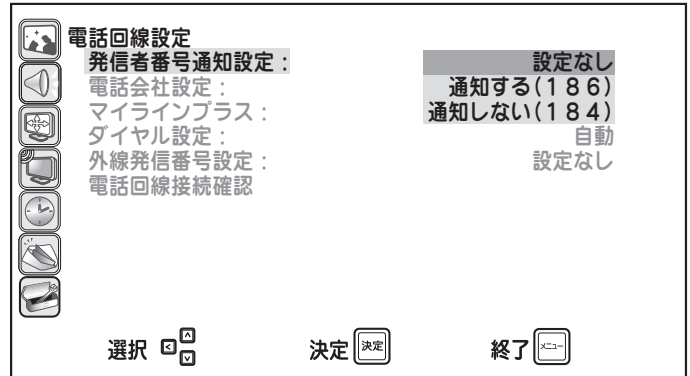 電話回線設定
発信者番号通知設定： 設定なし
電話会社設定： 通知する(１８６)
マイラインプラス： 通知しない(１８４)
ダイヤル設定： 自動
外線発信番号設定： 設定なし
電話回線接続確認
選択 決定 決定 終了 メニュー